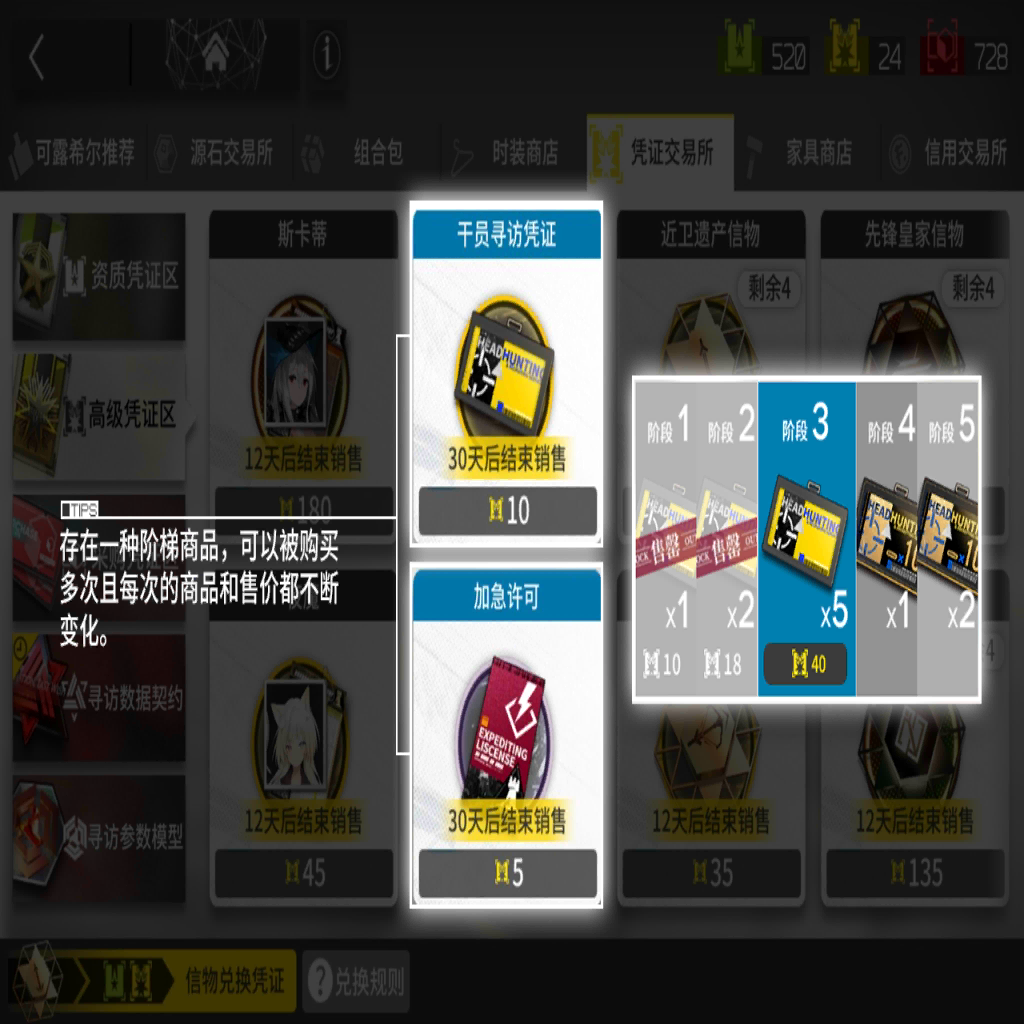 520
24
728
可露希尔推荐
源石交易所
组合包
时装商店
凭证交易所
家具商店
信用交易所
资质凭证区
高级凭证区
寻访数据契约
寻访参数模型
斯卡蒂
12天后结束销售
180
干员寻访凭证
HEADHUNTING
30天后结束销售
10
近卫遗产信物
剩余4
先锋皇家信物
剩余4
TIPS
存在一种阶梯商品，可以被购买
多次且每次的商品和售价都不断
变化。
阶段1
售罄
x1
10
阶段2
售罄
x2
18
阶段3
HEADHUNTING
x5
40
阶段4
x1
阶段5
x2
12天后结束销售
45
加急许可
EXPEDITING
LISCENSE
30天后结束销售
5
12天后结束销售
35
12天后结束销售
135
信物兑换凭证
兑换规则